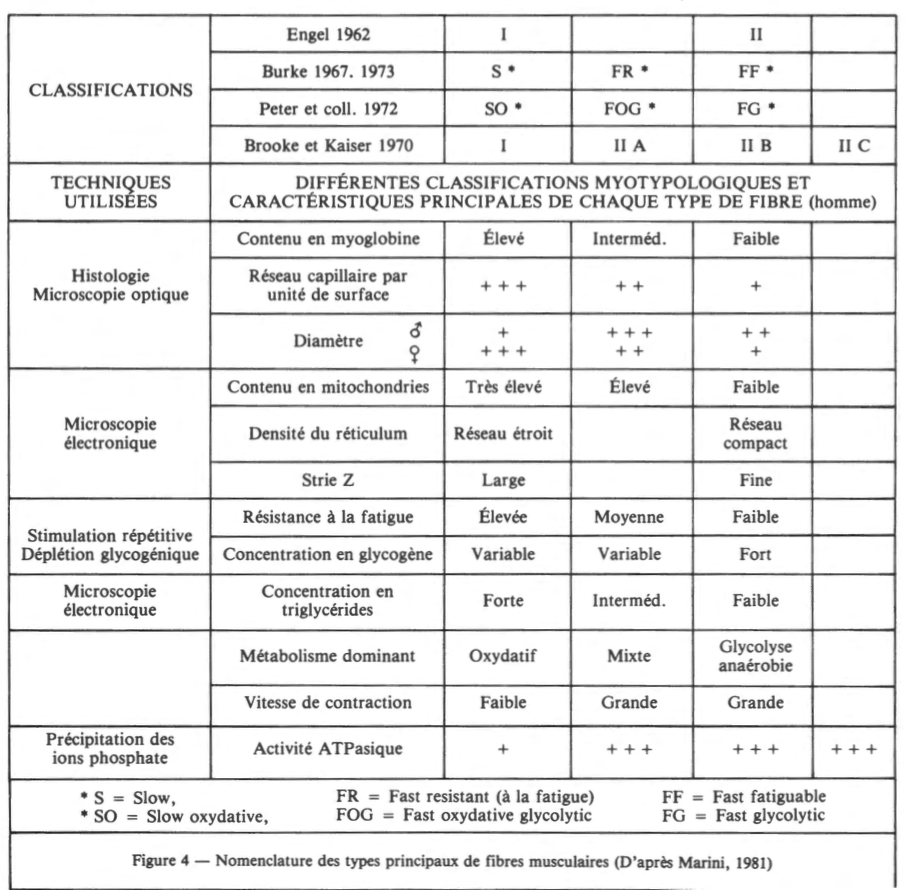 CLASSIFICATIONS
Engel 1962 I II
Burke 1967. 1973 S * FR * FF *
Peter et coll. 1972 SO * FOG * FG *
Brooke et Kaiser 1970 I II A II B II C
TECHNIQUES
UTILISÉES
DIFFÉRENTES CLASSIFICATIONS MYOTYPOLOGIQUES ET
CARACTÉRISTIQUES PRINCIPALES DE CHAQUE TYPE DE FIBRE (homme)
Histologie
Microscopie optique
Contenu en myoglobine Élevé Interméd. Faible
Réseau capillaire par
unité de surface
+ + + + + +
Diamètre
♂ + + + + + +
♀ + + + + + +
Microscopie
électronique
Contenu en mitochondries Très élevé Élevé Faible
Densité du réticulum Réseau étroit Réseau
compact
Strie Z Large Fine
Stimulation répétitive
Déplétion glycogénique
Résistance à la fatigue Élevée Moyenne Faible
Concentration en glycogène Variable Variable Fort
Microscopie
électronique
Concentration en
triglycérides
Forte Interméd. Faible
Métabolisme dominant Oxydatif Mixte Glycolyse
anaérobie
Vitesse de contraction Faible Grande Grande
Précipitation des
ions phosphate
Activité ATPasique + + + + + + + + + +
* S = Slow, FR = Fast resistant (à la fatigue) FF = Fast fatiguable
* SO = Slow oxydative, FOG = Fast oxydative glycolytic FG = Fast glycolytic
Figure 4 — Nomenclature des types principaux de fibres musculaires (D'après Marini, 1981)